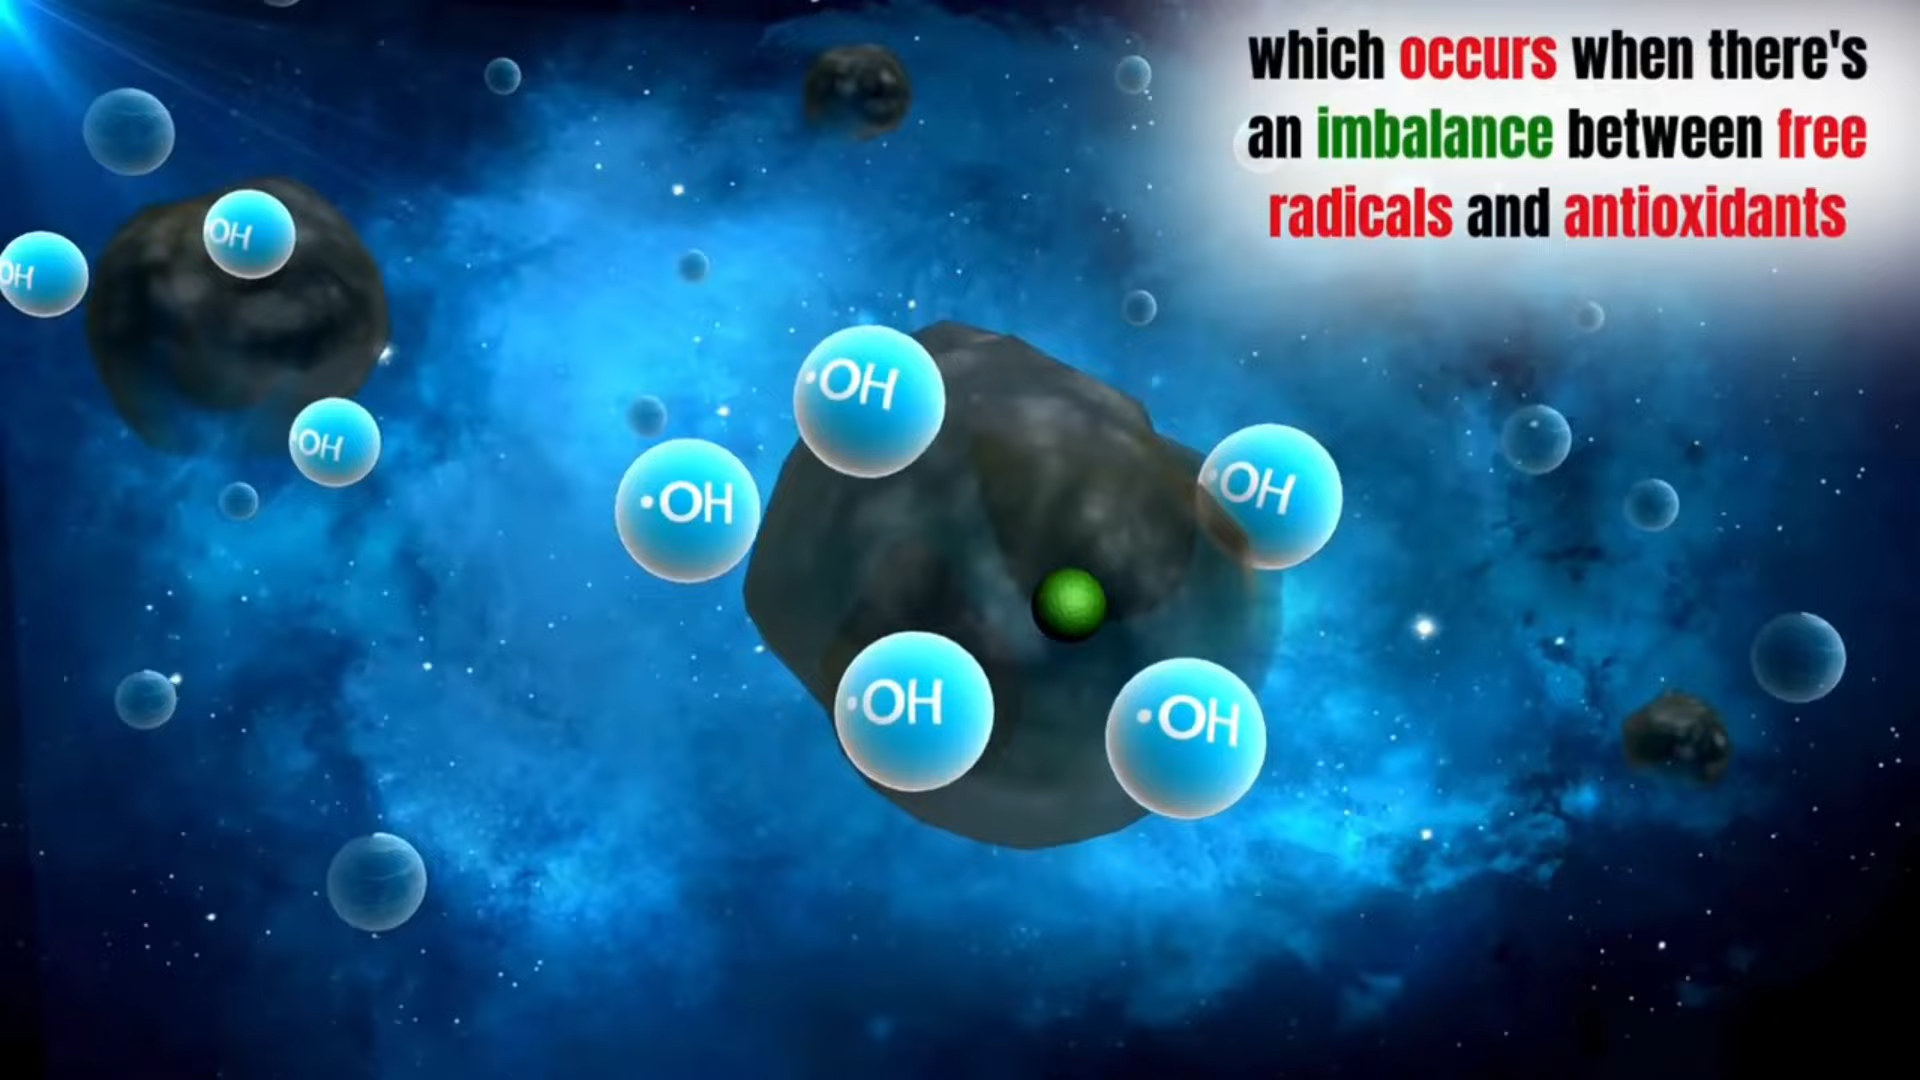 which occurs when there's
an imbalance between free
radicals and antioxidants
OH
OH
·OH
·OH
·OH
·OH
·OH
·OH